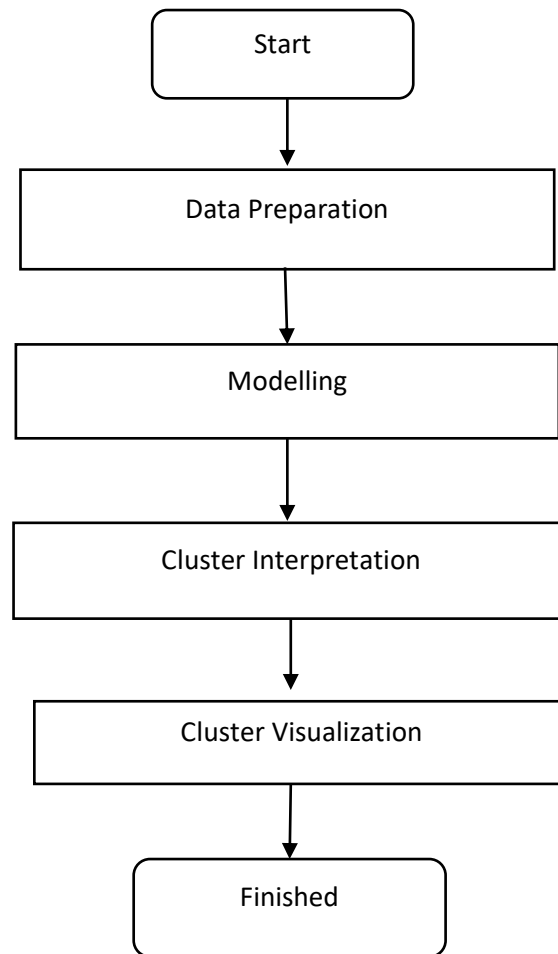 Start
Data Preparation
Modelling
Cluster Interpretation
Cluster Visualization
Finished